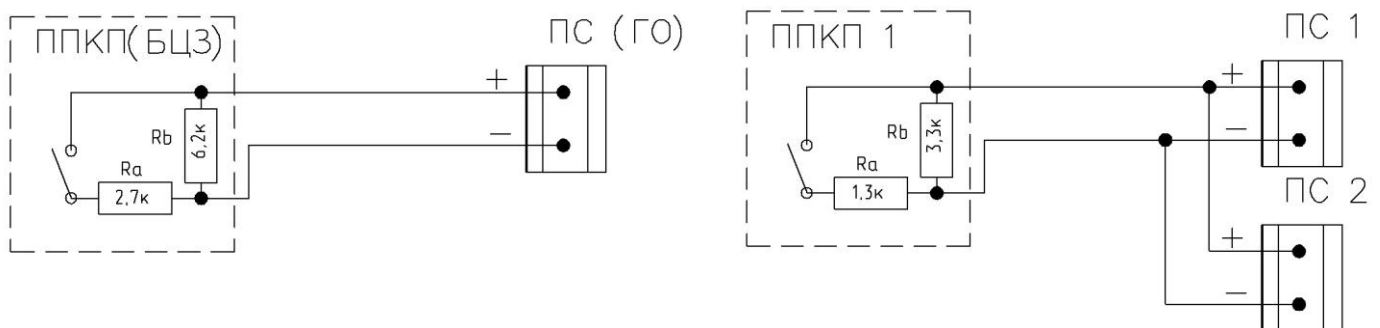 ППКП(БЦЗ)
ПС (ГО)
+
−
Rb
6,2к
Ra
2,7к
ППКП 1
ПС 1
+
−
Rb
3,3к
Ra
1,3к
ПС 2
+
−